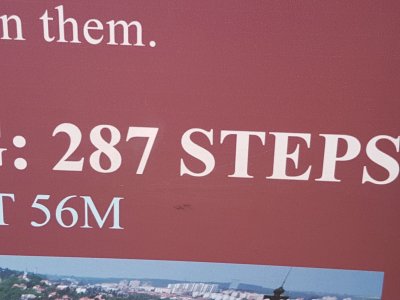 n them.
G: 287 STEPS
T 56M